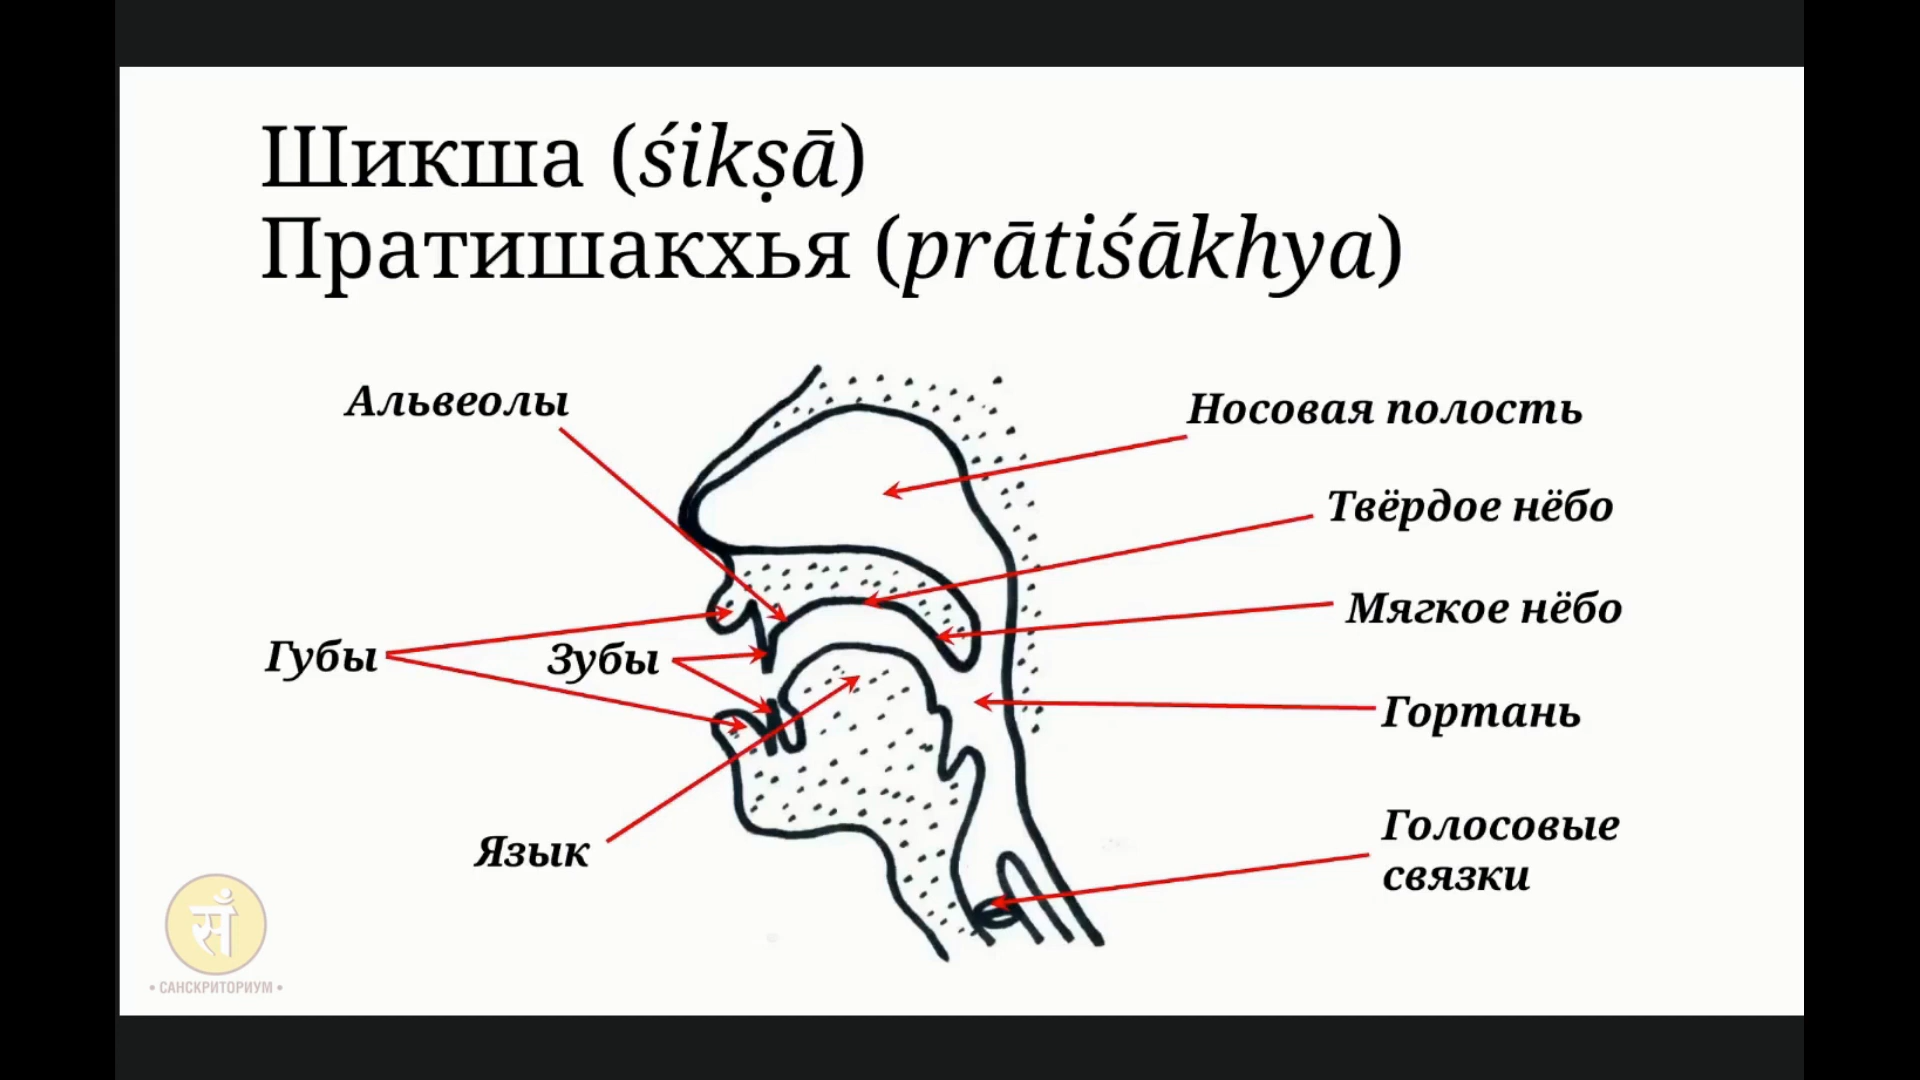 Шикша (śikṣā)
Пратишакхья (prātiśākhya)
Альвеолы
Носовая полость
Твёрдое нёбо
Мягкое нёбо
Губы
Зубы
Гортань
Язык
Голосовые
связки
सँ
• САНСКРИТОРИУМ •